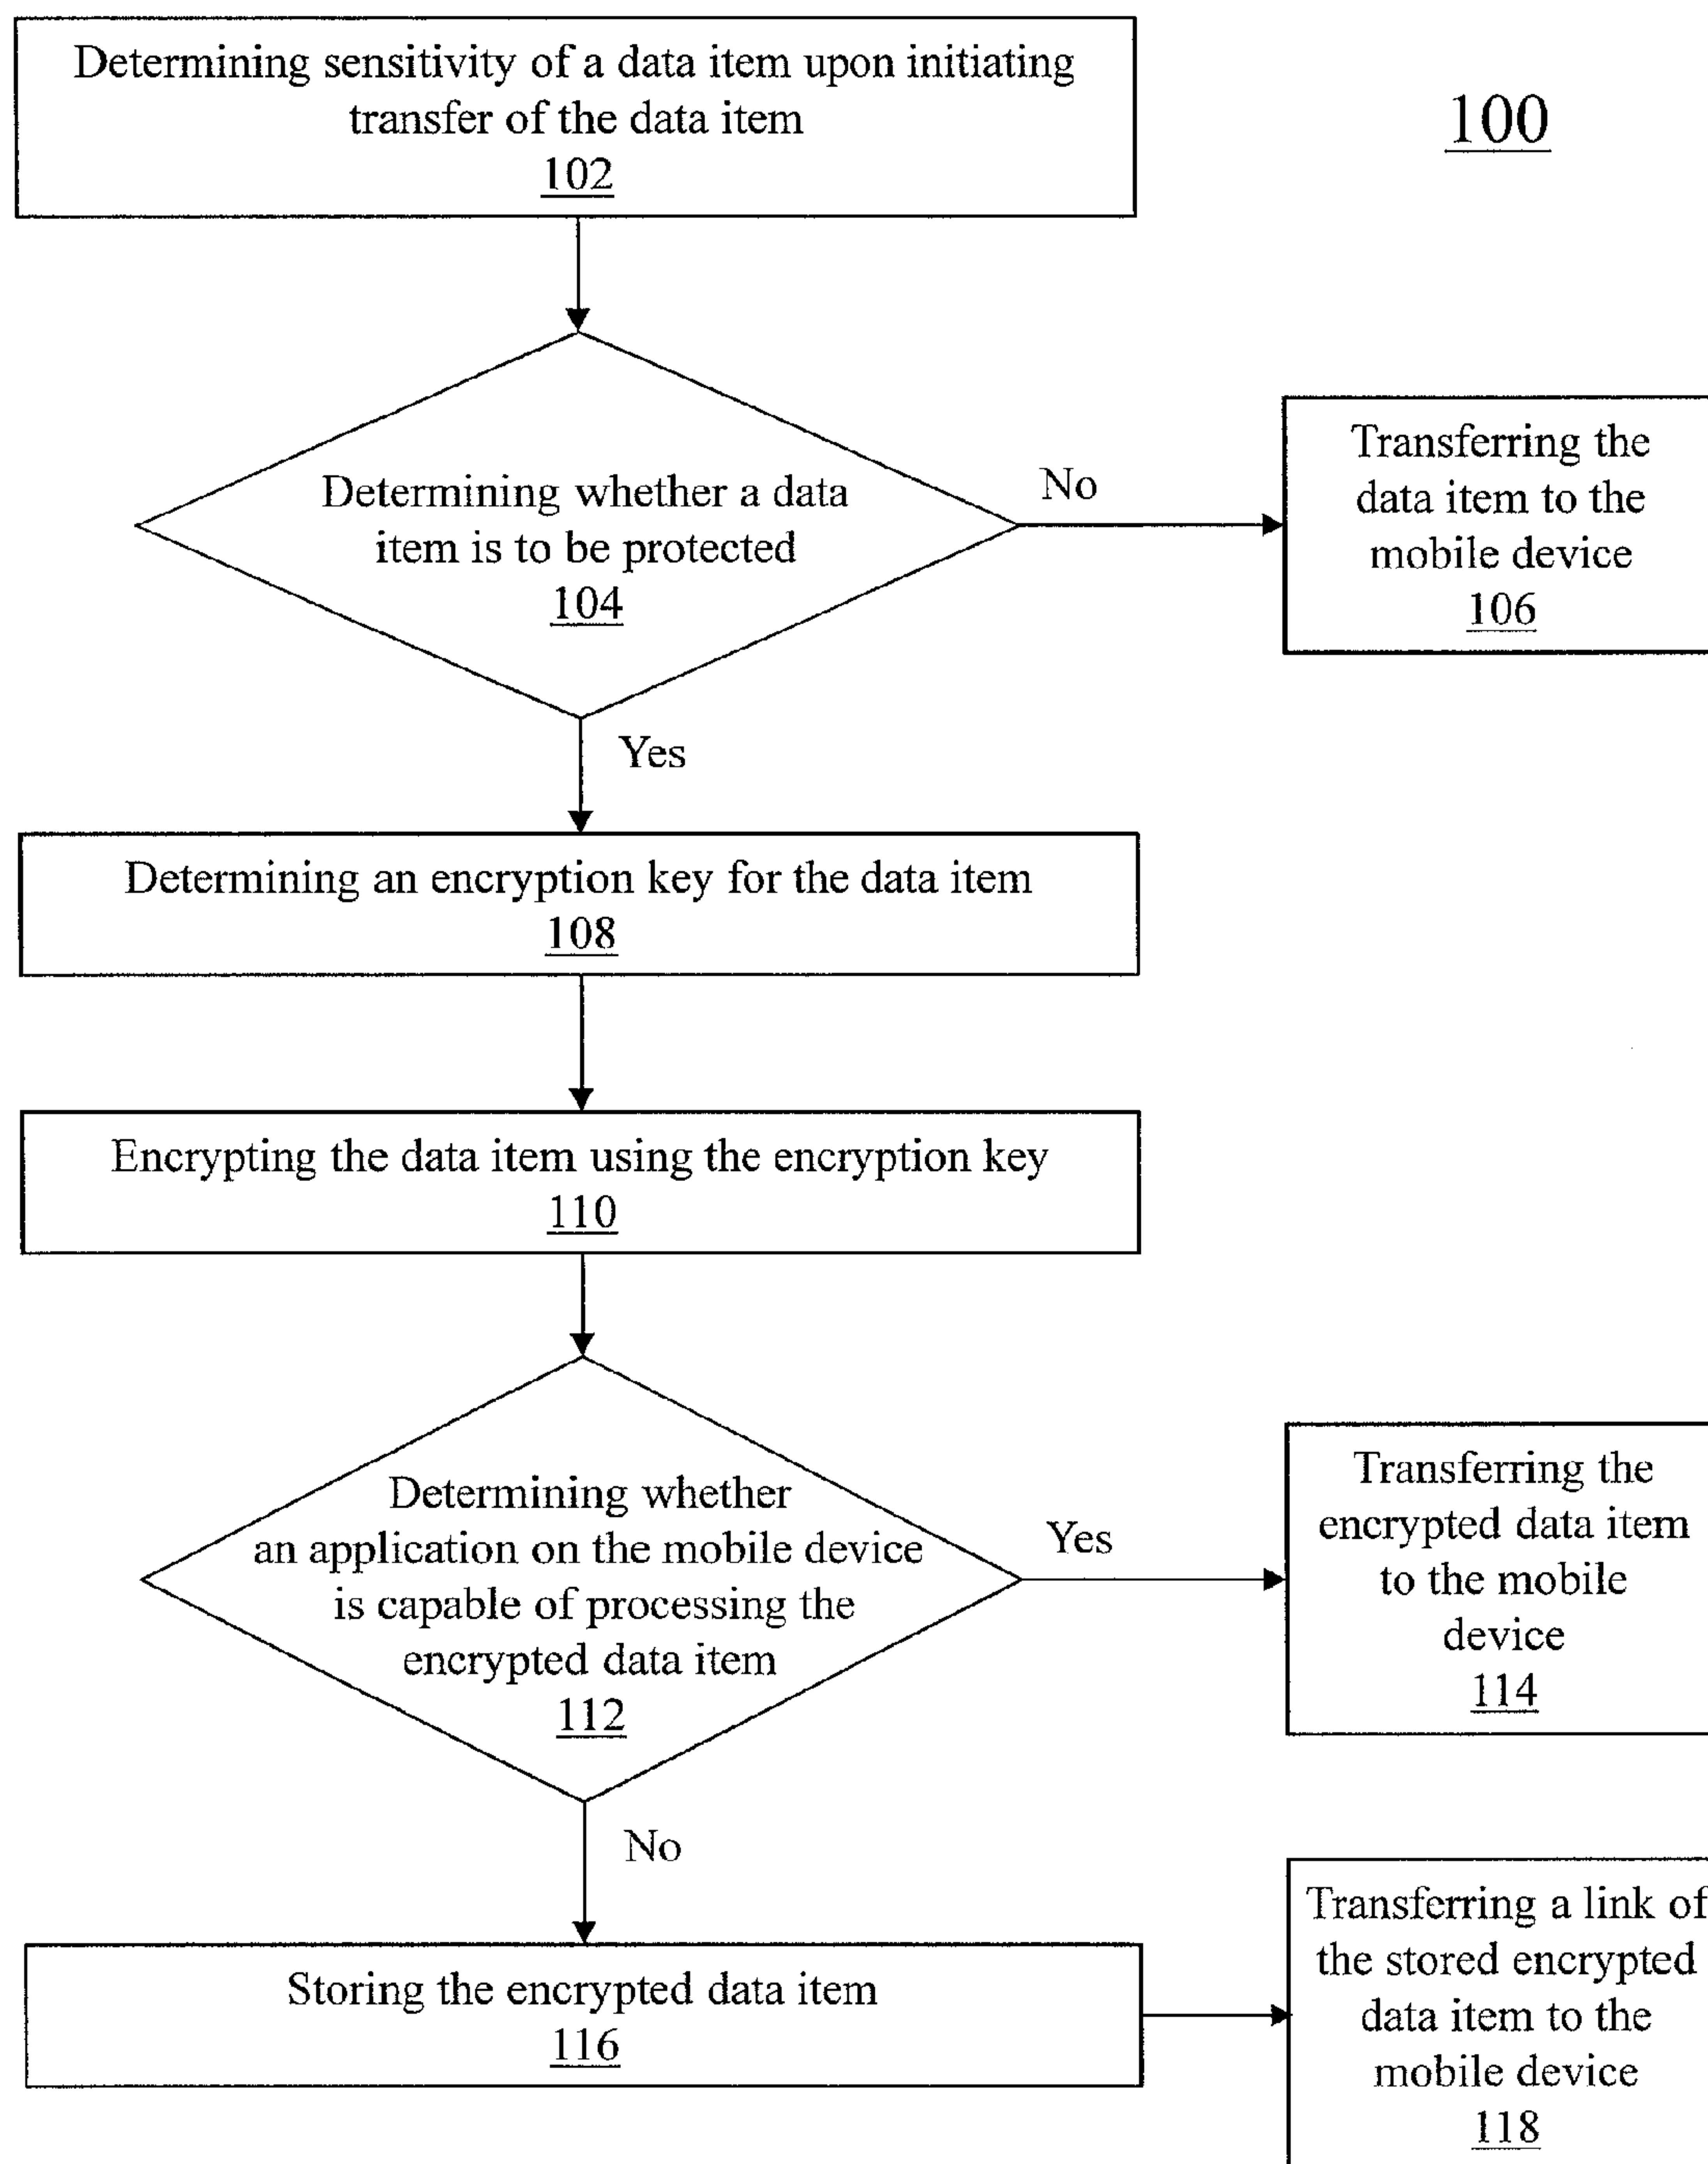 Determining sensitivity of a data item upon initiating
transfer of the data item
102
100
Determining whether a data
item is to be protected
104
No
Transferring the
data item to the
mobile device
106
Yes
Determining an encryption key for the data item
108
Encrypting the data item using the encryption key
110
Determining whether
an application on the mobile device
is capable of processing the
encrypted data item
112
Yes
Transferring the
encrypted data item
to the mobile
device
114
No
Storing the encrypted data item
116
Transferring a link of
the stored encrypted
data item to the
mobile device
118